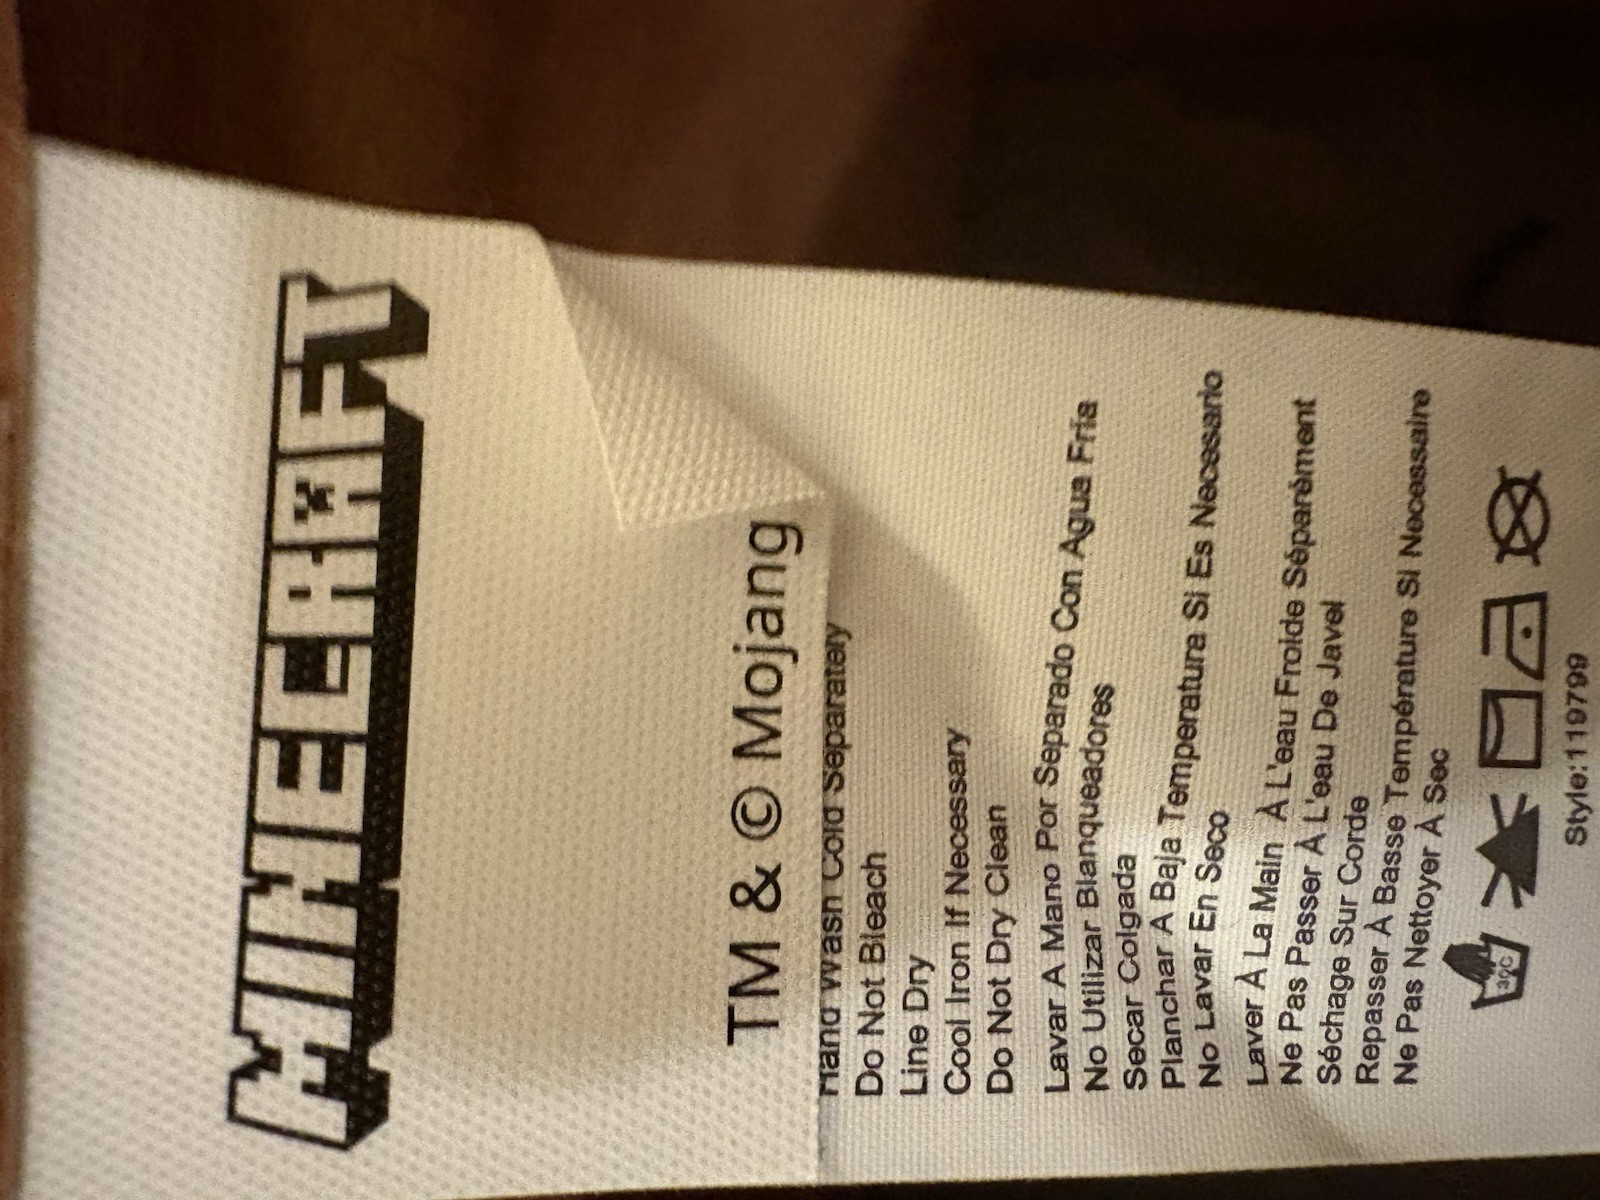 MINECRAFT
TM & © Mojang
Hand Wash Cold Separately
Do Not Bleach
Line Dry
Cool Iron If Necessary
Do Not Dry Clean
Lavar A Mano Por Separado Con Agua Fría
No Utilizar Blanqueadores
Secar Colgada
Planchar A Baja Temperatura Si Es Necesario
No Lavar En Seco
Laver À La Main À L'eau Froide Séparément
Ne Pas Passer À L'eau De Javel
Séchage Sur Corde
Repasser À Basse Température Si Necessaire
Ne Pas Nettoyer À Sec
30C
Style:119799